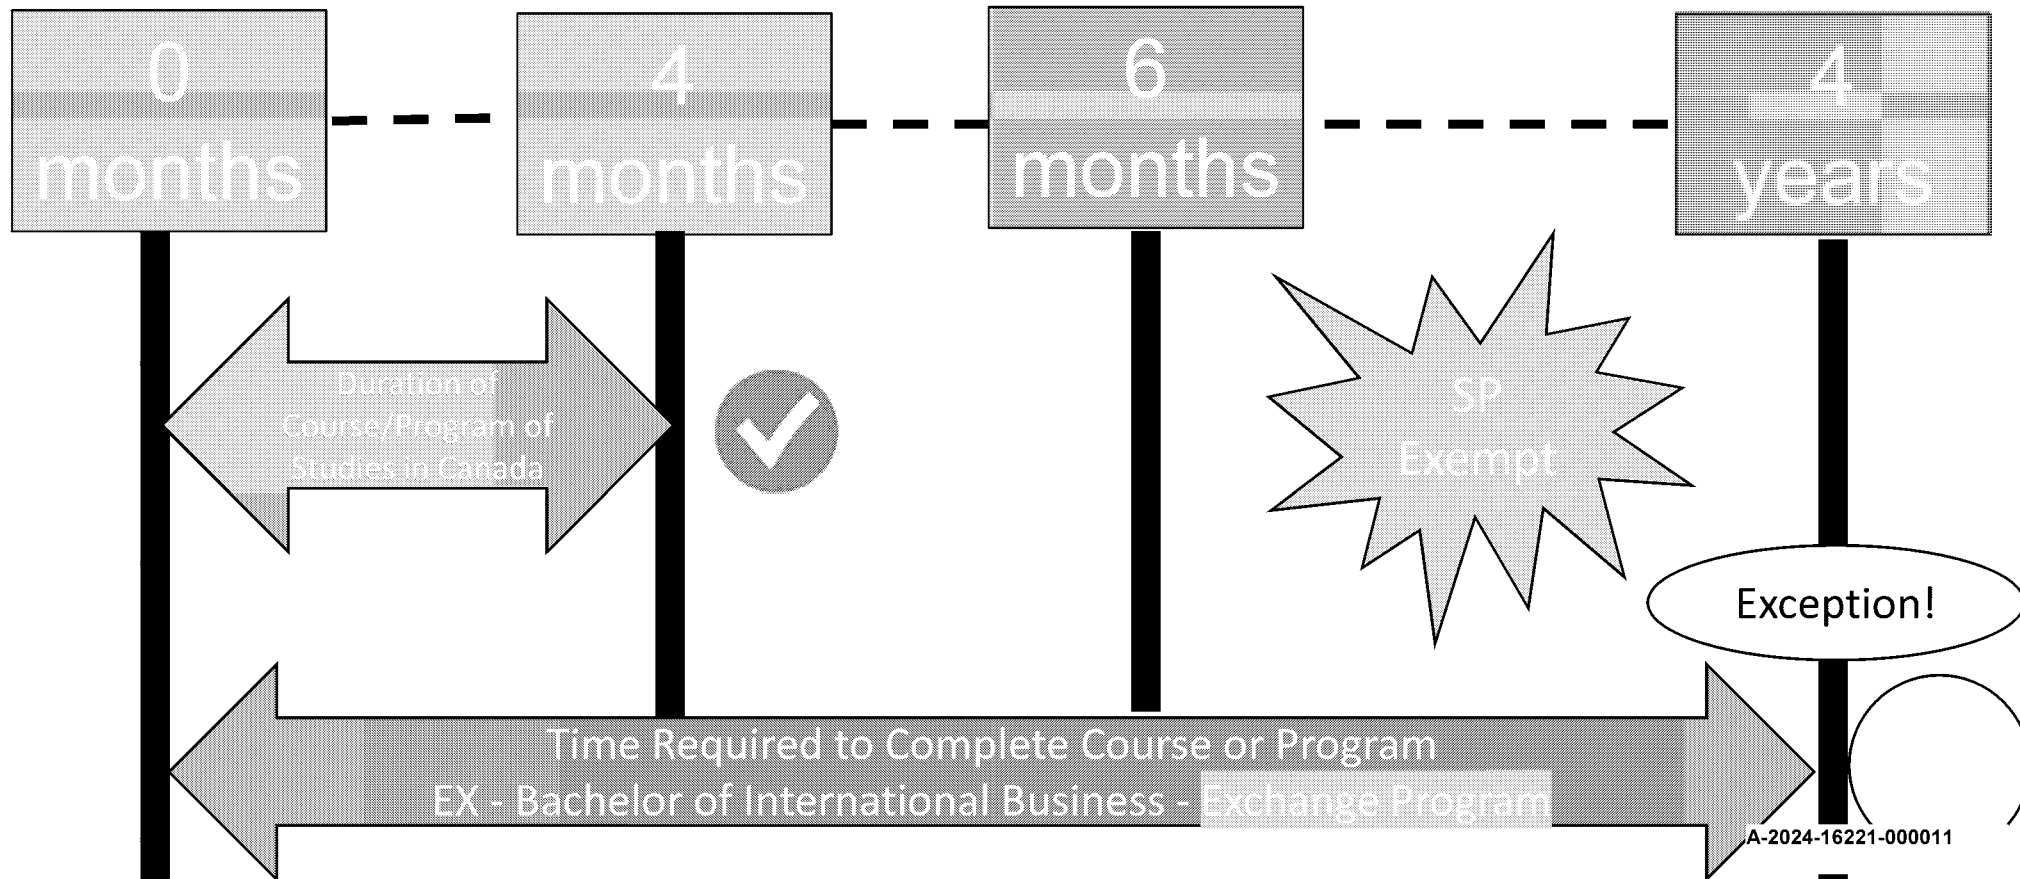 0
months
4
months
6
months
4
years
Duration of
Course/Program of
Studies in Canada
SP
Exempt
Exception!
Time Required to Complete Course or Program
EX - Bachelor of International Business - Exchange Program
A-2024-16221-000011